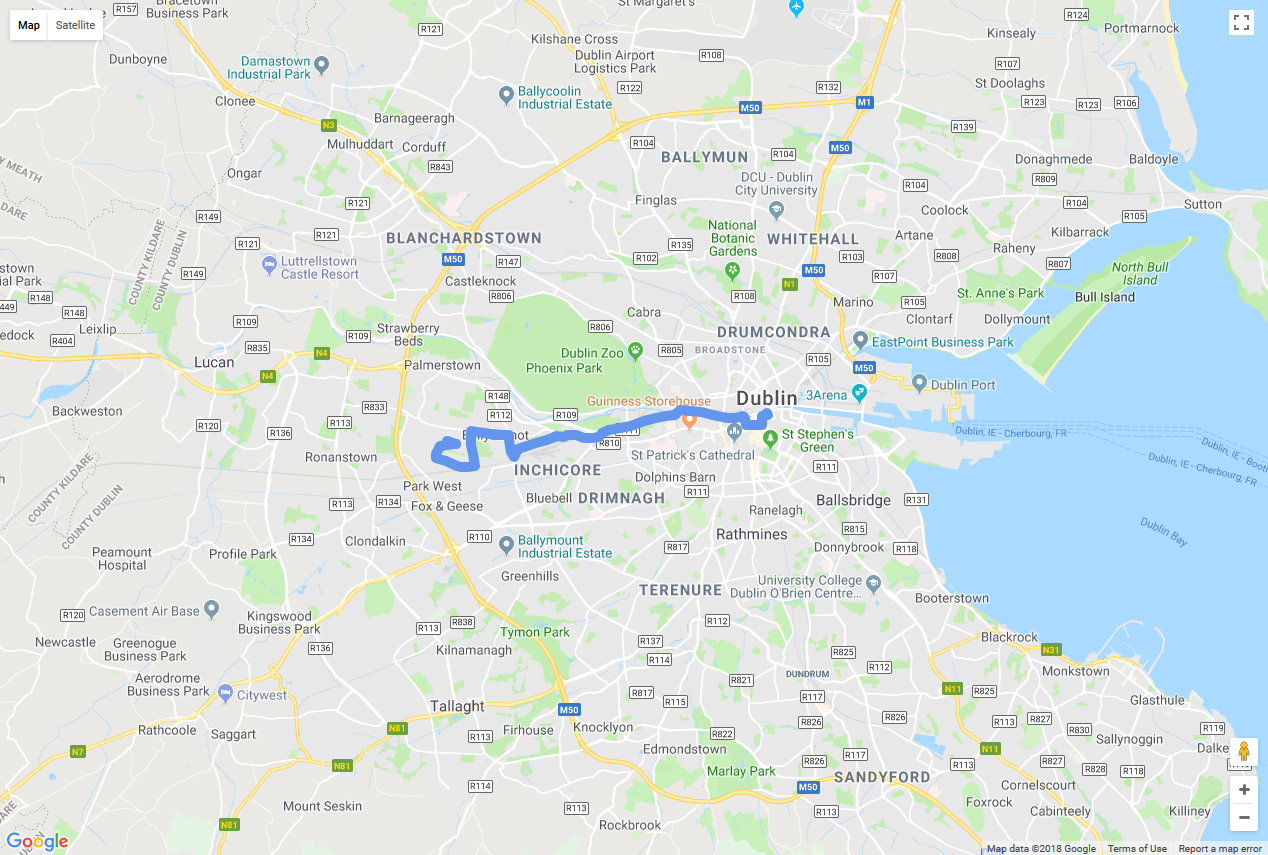 Map
Satellite
Bracetown
Business Park
R157
St Margaret's
R124
Portmarnock
R121
Kilshane Cross
Kinsealy
Dunboyne
Damastown
Industrial Park
Dublin Airport
Logistics Park
R108
R107
St Doolaghs
R122
R132
Clonee
Ballycoolin
Industrial Estate
M50
M1
R123
R123
R106
Barnageeragh
N3
R139
Mulhuddart
Corduff
R104
M50
BALLYMUN
R104
Donaghmede
Baldoyle
MEATH
Ongar
R843
DCU - Dublin
City University
R809
R104
KILDARE
R121
Finglas
R104
Sutton
R149
Coolock
R105
National
Botanic
Gardens
Artane
Kilbarrack
R121
R121
BLANCHARDSTOWN
R135
WHITEHALL
Raheny
COUNTY KILDARE
COUNTY DUBLIN
M50
R147
R102
R103
R808
R807
Luttrellstown
Castle Resort
R149
M50
R107
North Bull
Island
Castleknock
N1
R148
R806
R108
St. Anne's Park
Bull Island
Marino
R105
R148
Cabra
Clontarf
Dollymount
Leixlip
R109
Strawberry
Beds
R806
DRUMCONDRA
R404
R835
R109
BROADSTONE
EastPoint Business Park
N4
Dublin Zoo
R805
R105
Lucan
Palmerstown
Phoenix Park
M50
N4
Dublin Port
R148
Dublin
3Arena
Backweston
R833
R112
Guinness Storehouse
R109
R120
R113
R136
R810
St Stephen's
Green
Dublin, IE - Cherbourg, FR
Ronanstown
St Patrick's Cathedral
COUNTY KILDARE
COUNTY DUBLIN
INCHICORE
Dolphins Barn
R111
Dublin, IE - Cherbourg, FR
Park West
R111
R113
R134
Bluebell
DRIMNAGH
Ballsbridge
R131
Fox & Geese
Ranelagh
R134
R110
Rathmines
R815
Dublin Bay
Clondalkin
Ballymount
Industrial Estate
R817
Donnybrook
R118
Peamount
Hospital
Profile Park
Greenhills
TERENURE
University College
Dublin O'Brien Centre...
Booterstown
R120
Casement Air Base
Kingswood
Business Park
R838
R112
R113
Tymon Park
R137
Blackrock
Newcastle
Greenogue
Business Park
R136
Kilnamanagh
R114
R825
N31
Monkstown
R112
Aerodrome
Business Park
DUNDRUM
R821
N11
R825
Citywest
R817
R115
R117
Glasthule
Tallaght
M50
R826
R826
R113
R827
Rathcoole
Saggart
N81
Firhouse
Knocklyon
R822
R830
R119
R113
Sallynoggin
N7
Edmondstown
R117
N11
Dalke
N81
R826
R113
R827
R828
R118
Marlay Park
SANDYFORD
R114
M50
Cornelscourt
Mount Seskin
R113
R113
Foxrock
Cabinteely
Killiney
N81
Rockbrook
Google
Map data ©2018 Google
Terms of Use
Report a map error